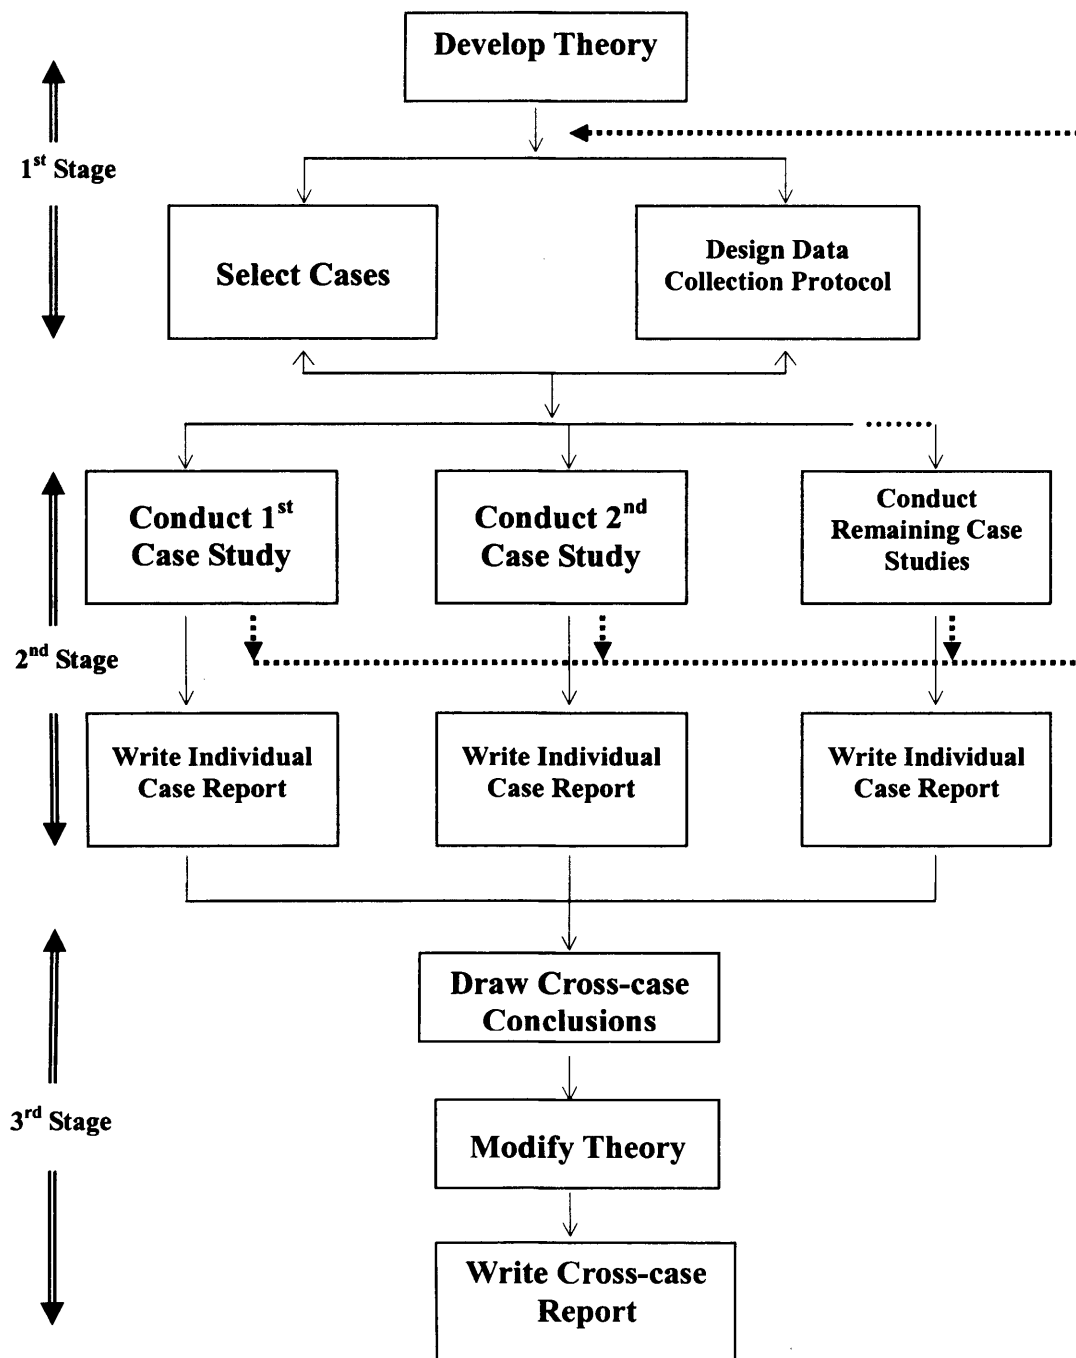 Develop Theory
1st Stage
Select Cases
Design Data
Collection Protocol
Conduct 1st
Case Study
Conduct 2nd
Case Study
Conduct
Remaining Case
Studies
2nd Stage
Write Individual
Case Report
Write Individual
Case Report
Write Individual
Case Report
Draw Cross-case
Conclusions
3rd Stage
Modify Theory
Write Cross-case
Report